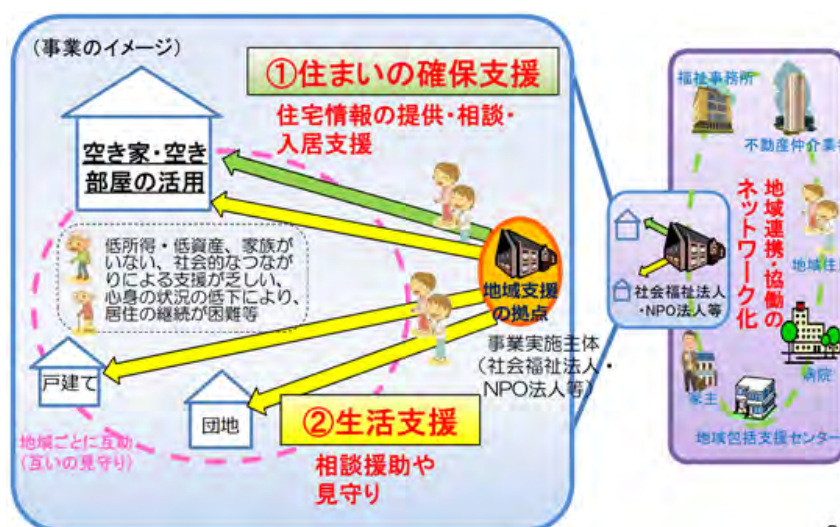 (事業のイメージ)
①住まいの確保支援
住宅情報の提供・相談・
入居支援
空き家・空き
部屋の活用
低所得・低資産、家族が
いない、社会的なつなが
りによる支援が乏しい、
心身の状況の低下により、
居住の継続が困難等
地域支援
の拠点
事業実施主体
(社会福祉法人・
NPO法人等)
戸建て
団地
地域ごとに互助
(互いの見守り)
②生活支援
相談援助や
見守り
福祉事務所
不動産仲介業者
地域連携・協働の
ネットワーク化
社会福祉法人
・NPO法人等
地域住
病院
家主
地域包括支援センター